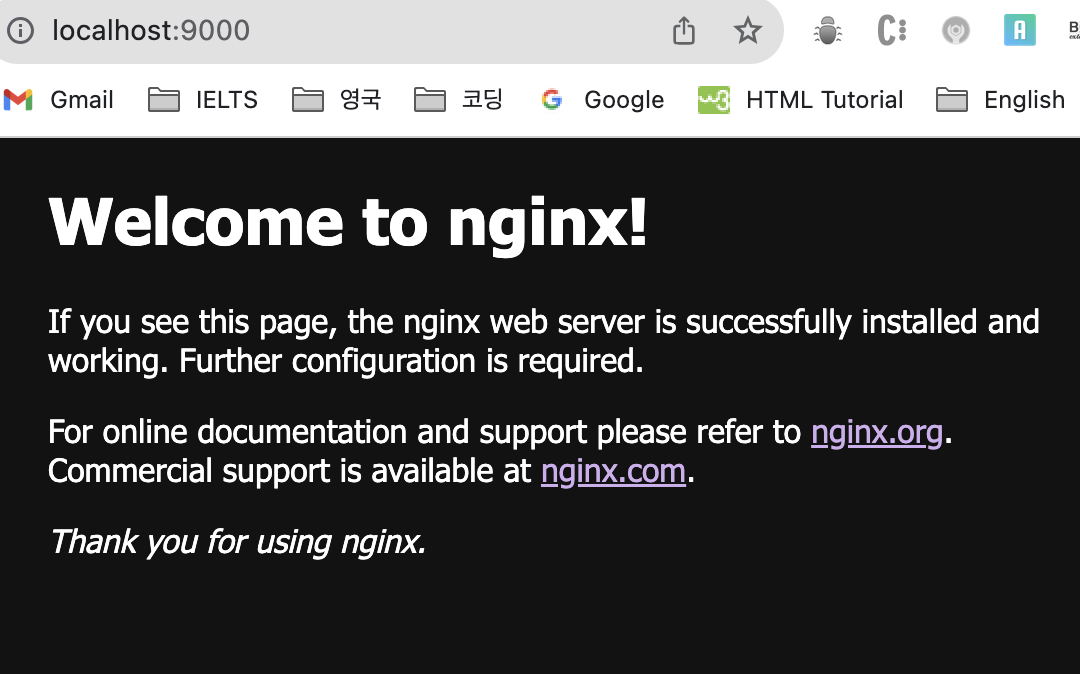 localhost:9000
Gmail IELTS 영국 코딩 Google HTML Tutorial English
Welcome to nginx!
If you see this page, the nginx web server is successfully installed and
working. Further configuration is required.
For online documentation and support please refer to nginx.org.
Commercial support is available at nginx.com.
Thank you for using nginx.